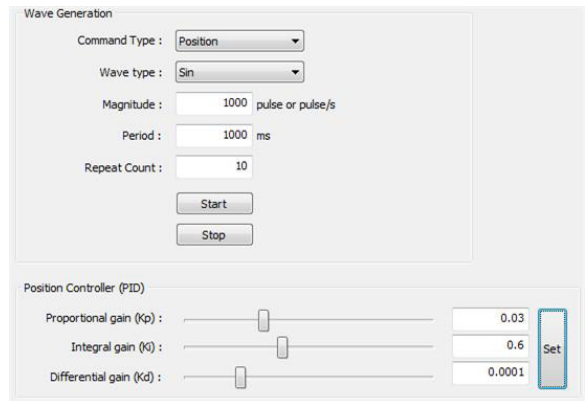 Wave Generation
Command Type : Position
Wave type : Sin
Magnitude : 1000 pulse or pulse/s
Period : 1000 ms
Repeat Count : 10
Start
Stop
Position Controller (PID)
Proportional gain (Kp) : 0.03
Integral gain (Ki) : 0.6 Set
Differential gain (Kd) : 0.0001